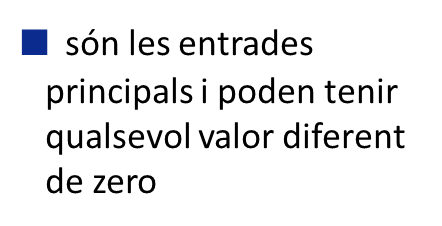 són les entrades
principals i poden tenir
qualsevol valor diferent
de zero